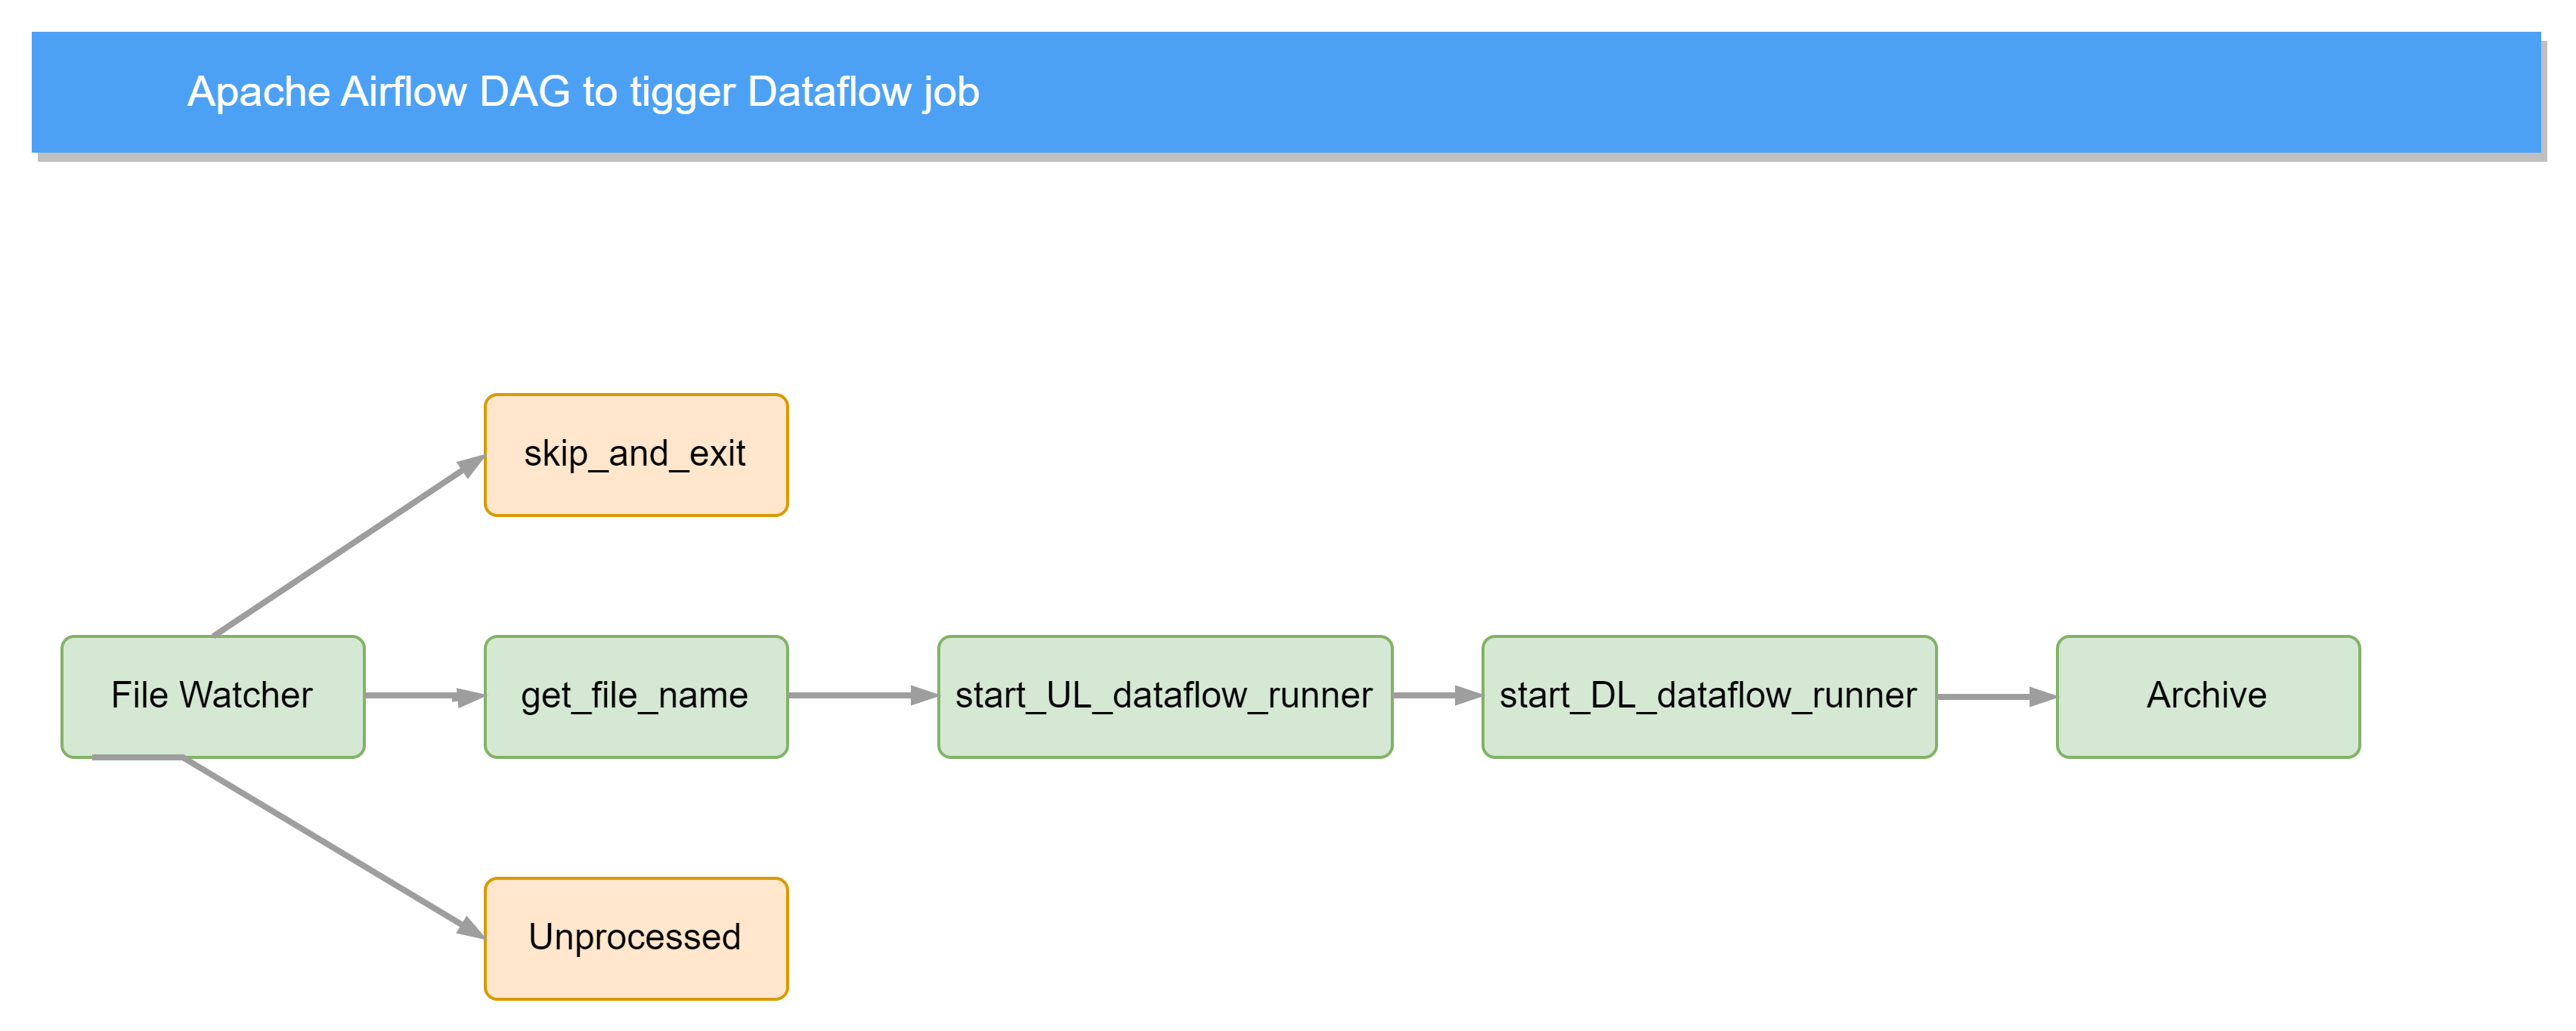 Apache Airflow DAG to tigger Dataflow job
skip_and_exit
File Watcher
get_file_name
start_UL_dataflow_runner
start_DL_dataflow_runner
Archive
Unprocessed